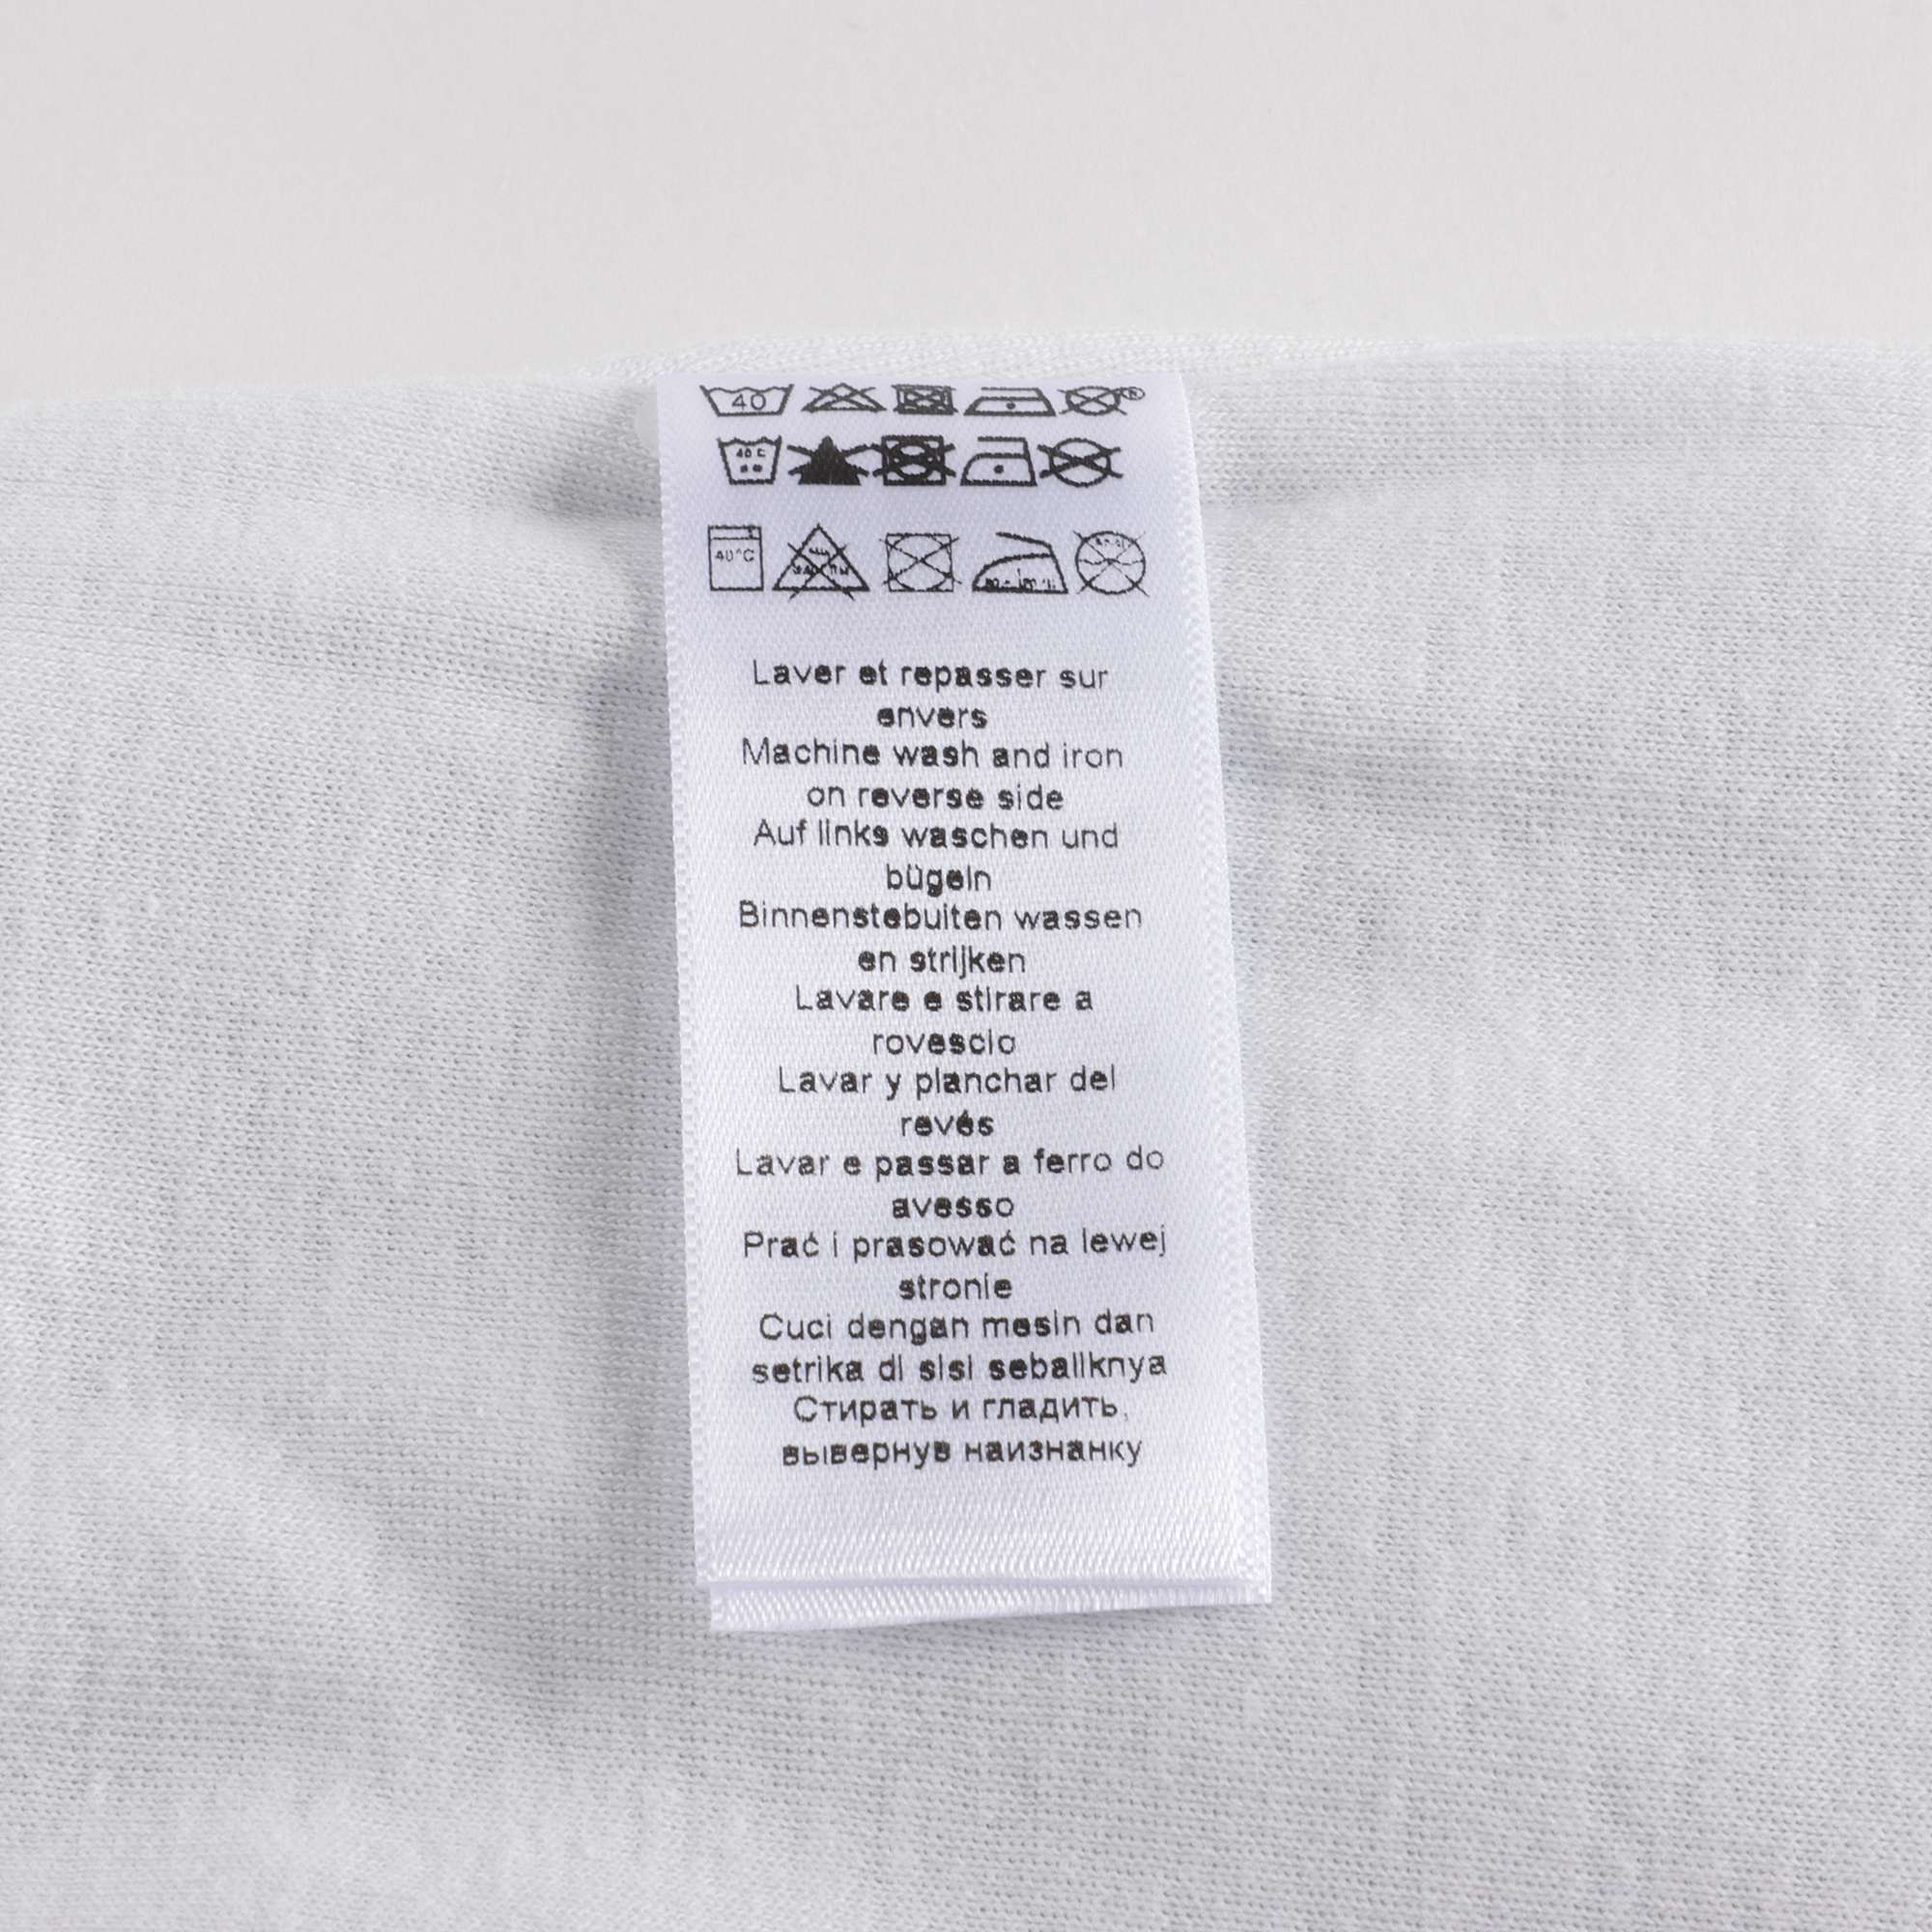 40
40 c
40°C
Laver et repasser sur
envers
Machine wash and iron
on reverse side
Auf links waschen und
bügeln
Binnenstebuiten wassen
en strijken
Lavare e stirare a
rovescio
Lavar y planchar del
revés
Lavar e passar a ferro do
avesso
Prać i prasować na lewej
stronie
Cuci dengan mesin dan
setrika di sisi sebaliknya
Стирать и гладить,
вывернув наизнанку